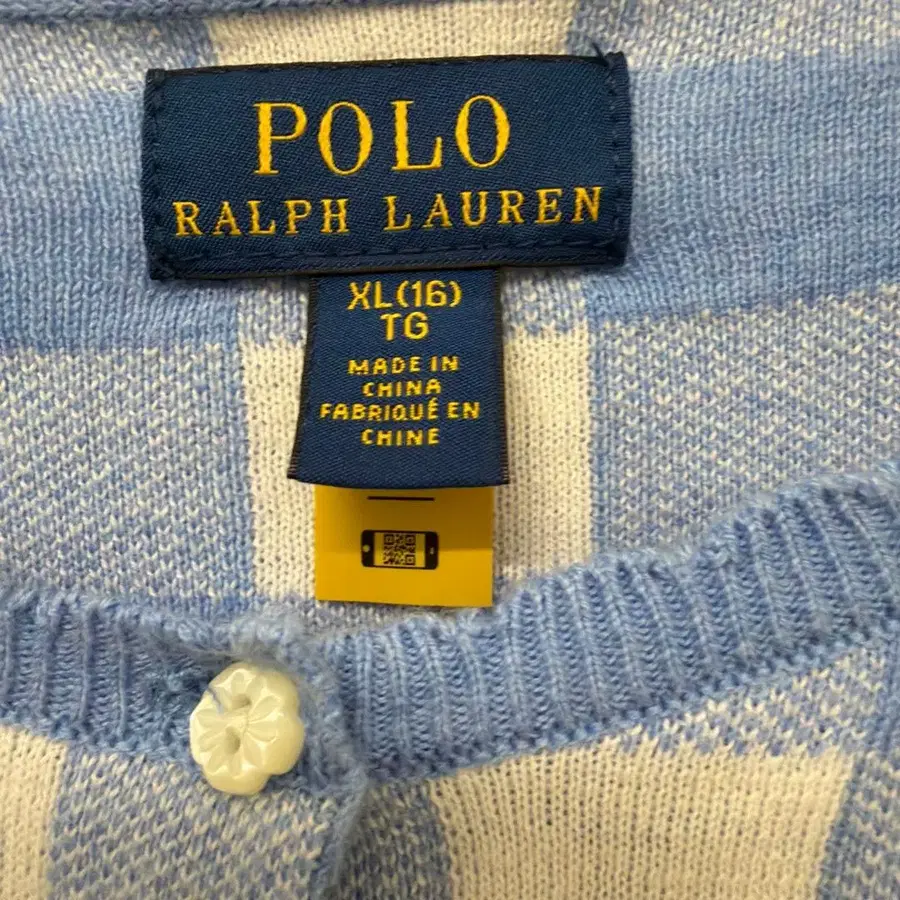 POLO
RALPH LAUREN
XL(16)
TG
MADE IN
CHINA
FABRIQUÉ EN
CHINE